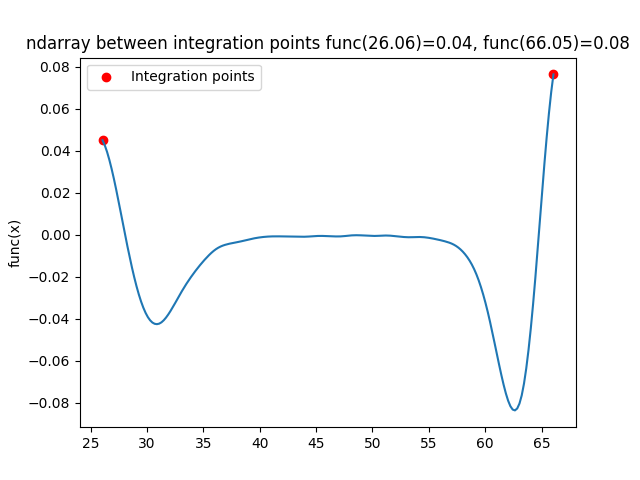 ndarray between integration points func(26.06)=0.04, func(66.05)=0.08
Integration points
func(x)
0.08
0.06
0.04
0.02
0.00
−0.02
−0.04
−0.06
−0.08
25 30 35 40 45 50 55 60 65